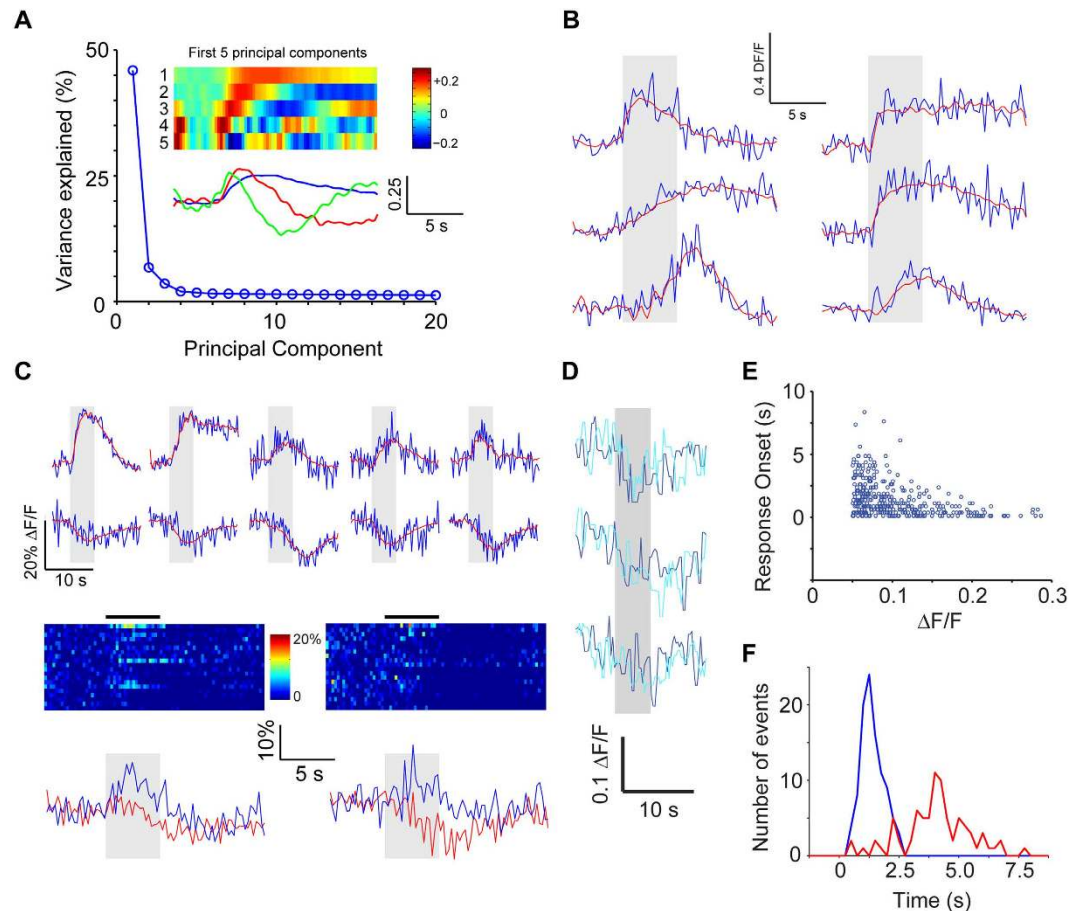 A
50
25
0
0
10
20
Variance explained (%)
Principal Component
First 5 principal components
1
2
3
4
5
+0.2
0
−0.2
0.25
5 s
B
0.4 DF/F
5 s
C
20% ΔF/F
10 s
20%
0
10%
5 s
D
0.1 ΔF/F
10 s
E
10
5
0
0
0.1
0.2
0.3
Response Onset (s)
ΔF/F
F
20
10
0
0
2.5
5.0
7.5
Number of events
Time (s)